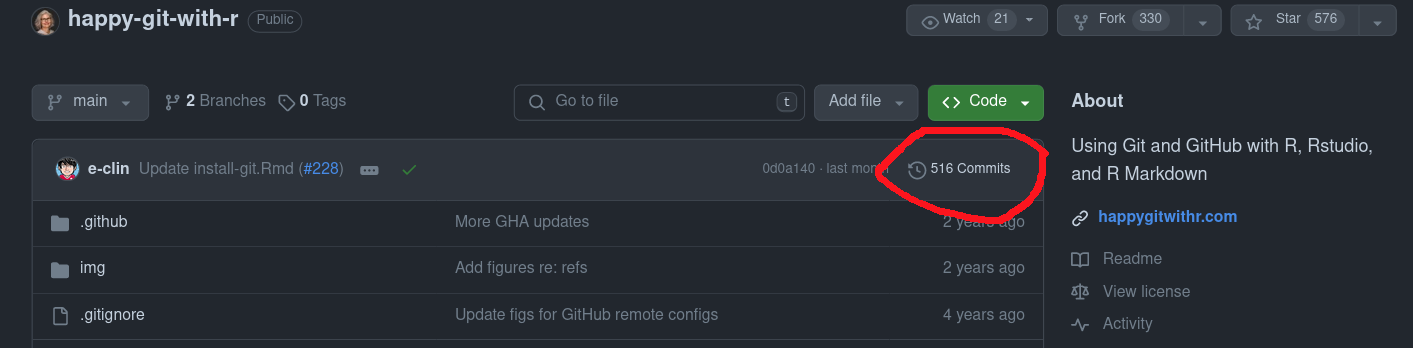 happy-git-with-r Public Watch 21 Fork 330 Star 576
main 2 Branches 0 Tags Go to file t Add file Code
About
Using Git and GitHub with R, Rstudio,
and R Markdown
happygitwithr.com
Readme
View license
Activity
e-clin Update install-git.Rmd (#228) 0d0a140 · last month 516 Commits
.github More GHA updates 2 years ago
img Add figures re: refs 2 years ago
.gitignore Update figs for GitHub remote configs 4 years ago